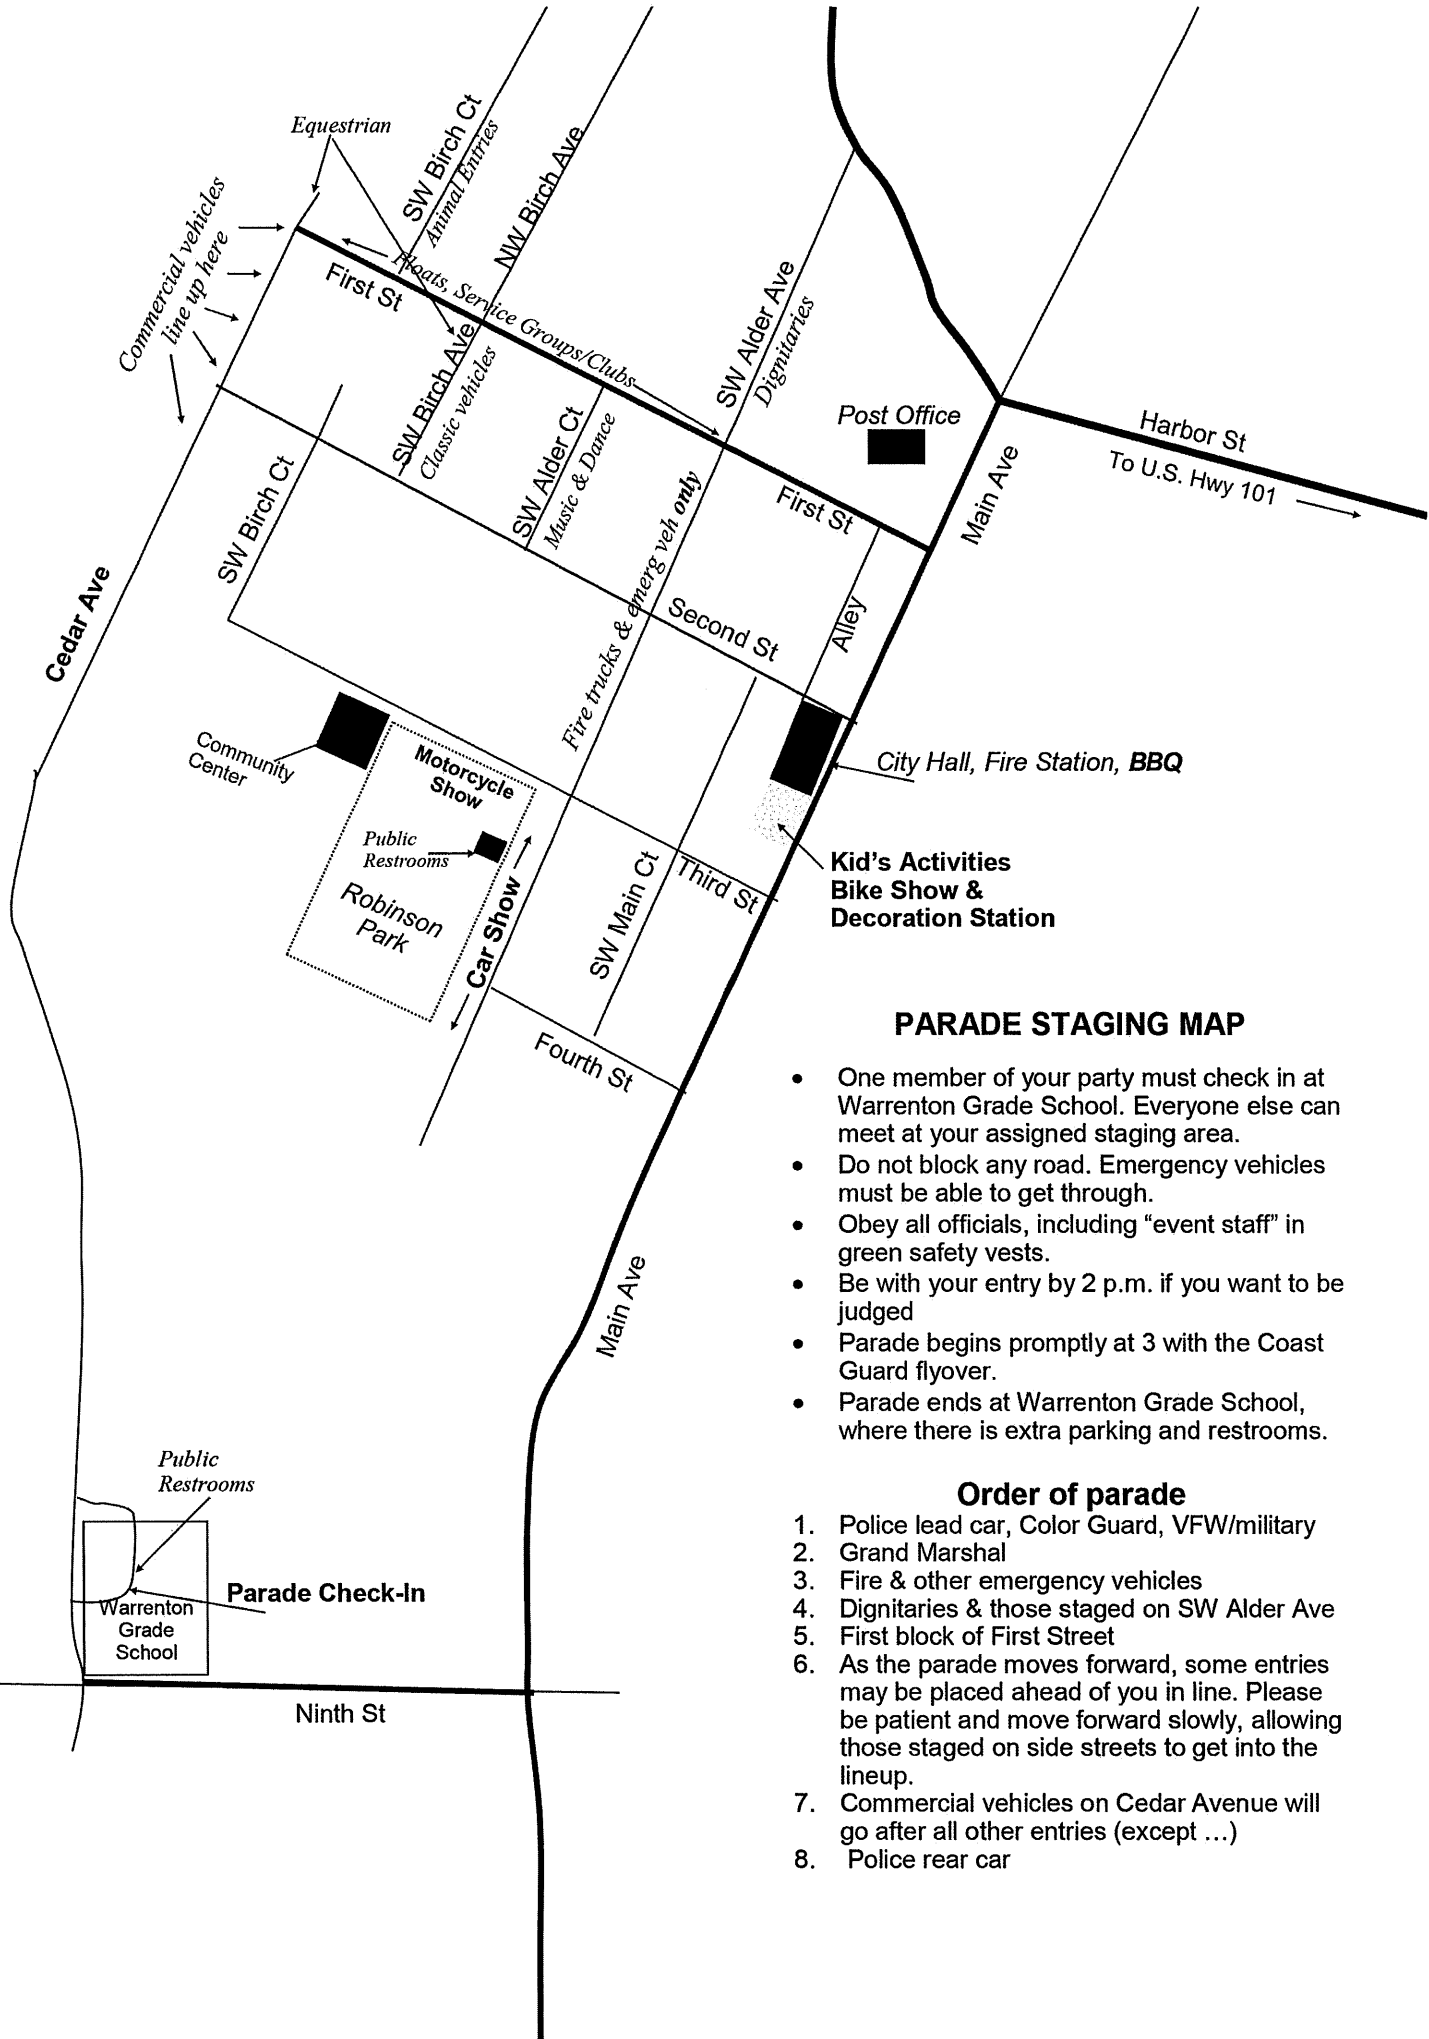 Equestrian
SW Birch Ct
Animal Entries
NW Birch Ave
Commercial vehicles
line up here
First St
Floats, Service Groups/Clubs
SW Birch Ave
Classic vehicles
SW Alder Ave
Dignitaries
SW Alder Ct
Music & Dance
Post Office
Harbor St
To U.S. Hwy 101
Main Ave
First St
SW Birch Ct
Cedar Ave
Fire trucks & emerg veh only
Second St
Alley
Community
Center
Motorcycle
Show
Public
Restrooms
Robinson
Park
Car Show
SW Main Ct
Third St
City Hall, Fire Station, BBQ
Kid's Activities
Bike Show &
Decoration Station
Fourth St
Main Ave
PARADE STAGING MAP
• One member of your party must check in at
Warrenton Grade School. Everyone else can
meet at your assigned staging area.
• Do not block any road. Emergency vehicles
must be able to get through.
• Obey all officials, including “event staff” in
green safety vests.
• Be with your entry by 2 p.m. if you want to be
judged
• Parade begins promptly at 3 with the Coast
Guard flyover.
• Parade ends at Warrenton Grade School,
where there is extra parking and restrooms.
Order of parade
1. Police lead car, Color Guard, VFW/military
2. Grand Marshal
3. Fire & other emergency vehicles
4. Dignitaries & those staged on SW Alder Ave
5. First block of First Street
6. As the parade moves forward, some entries
may be placed ahead of you in line. Please
be patient and move forward slowly, allowing
those staged on side streets to get into the
lineup.
7. Commercial vehicles on Cedar Avenue will
go after all other entries (except ...)
8. Police rear car
Public
Restrooms
Parade Check-In
Warrenton
Grade
School
Ninth St